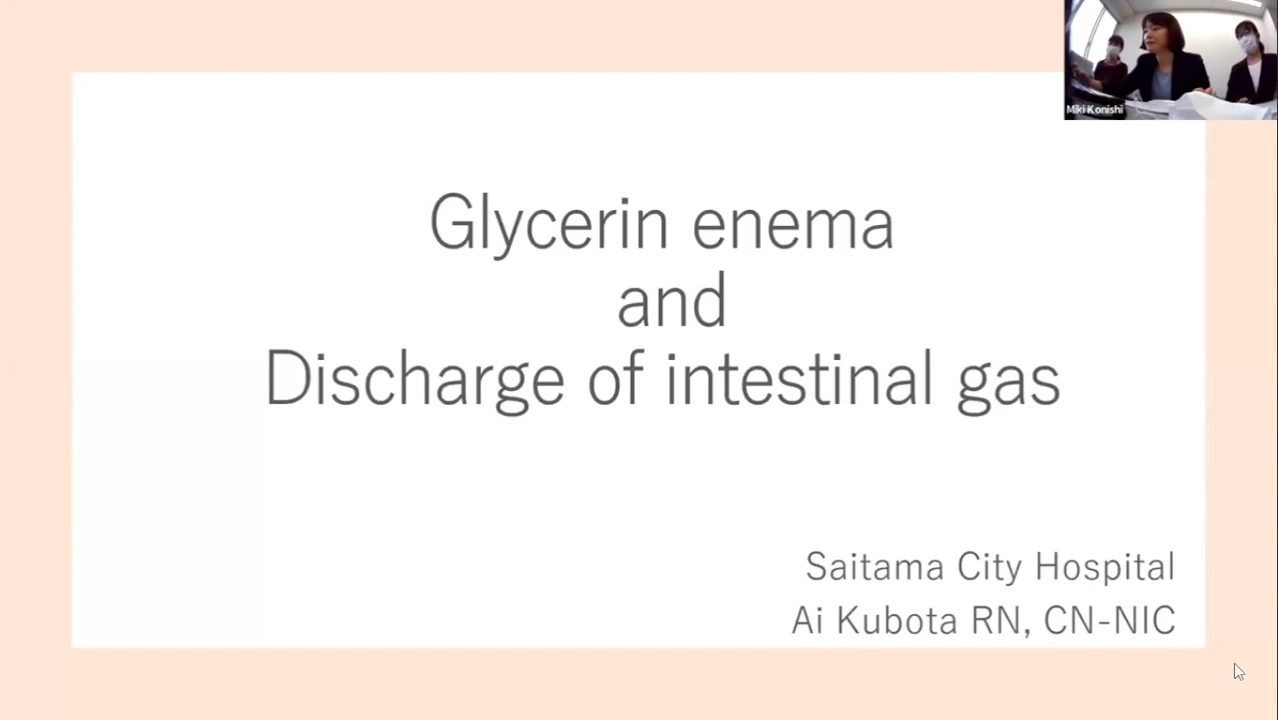 Miki Konishi
Glycerin enema
and
Discharge of intestinal gas
Saitama City Hospital
Ai Kubota RN, CN-NIC